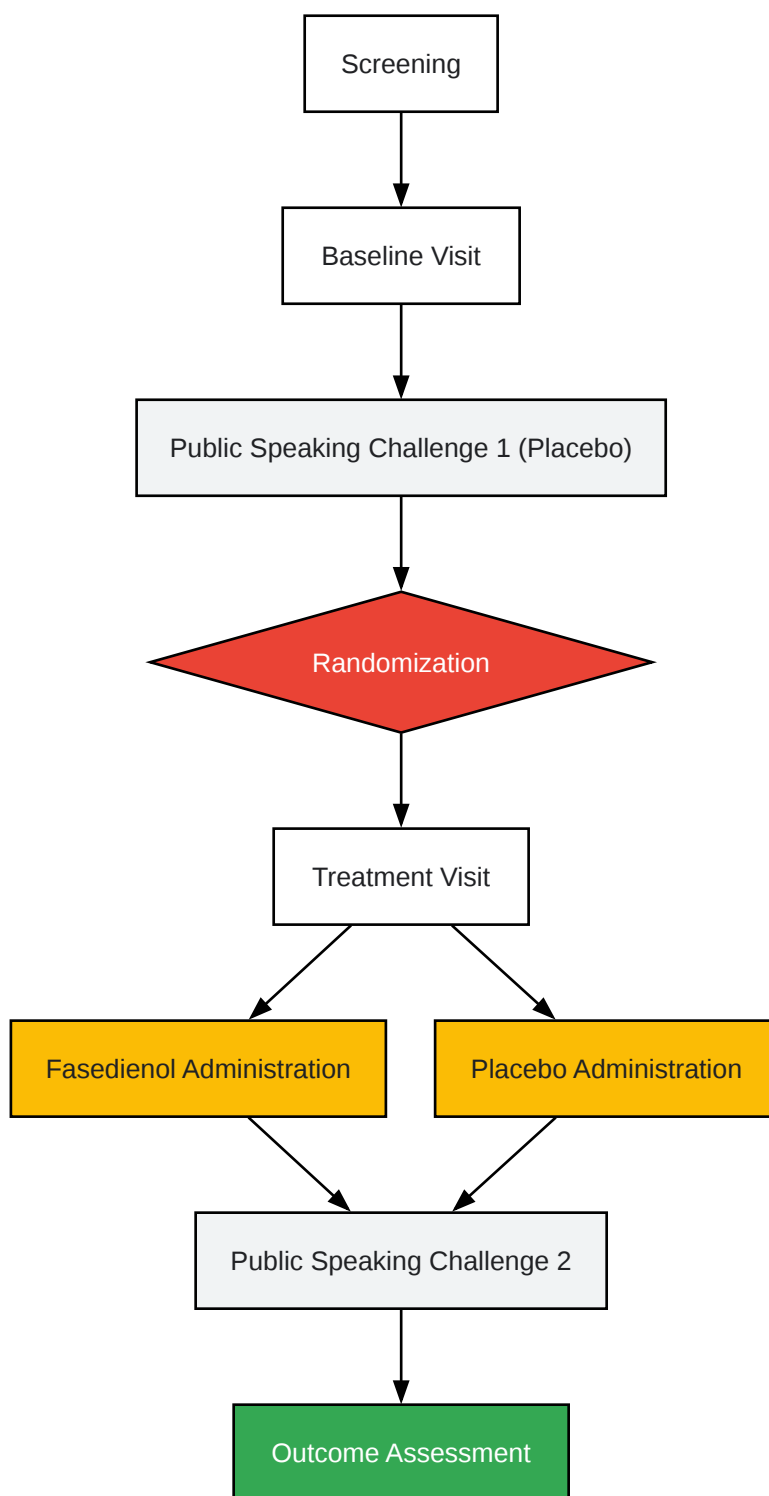 Screening
Baseline Visit
Public Speaking Challenge 1 (Placebo)
Randomization
Treatment Visit
Fasedienol Administration
Placebo Administration
Public Speaking Challenge 2
Outcome Assessment